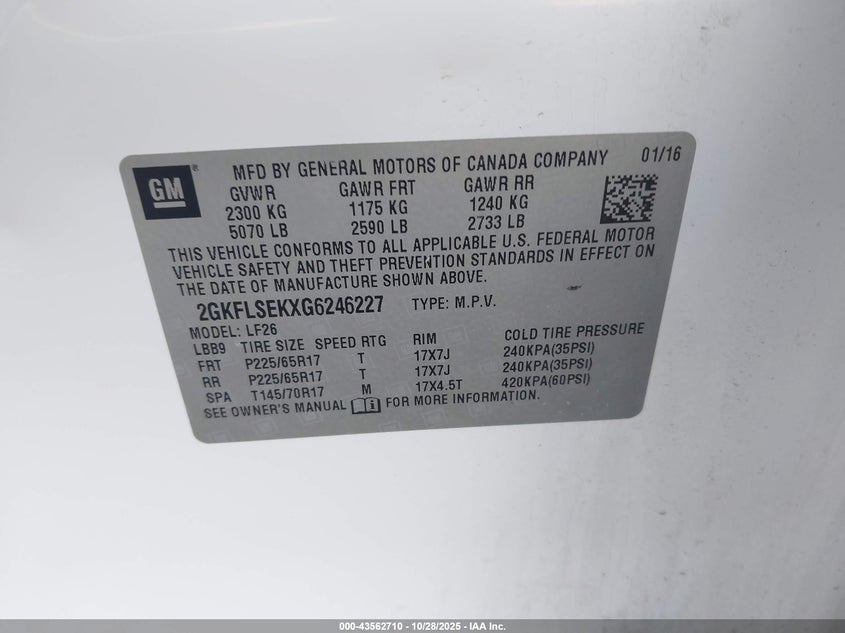 GM
MFD BY GENERAL MOTORS OF CANADA COMPANY 01/16
GVWR GAWR FRT GAWR RR
2300 KG 1175 KG 1240 KG
5070 LB 2590 LB 2733 LB
THIS VEHICLE CONFORMS TO ALL APPLICABLE U.S. FEDERAL MOTOR
VEHICLE SAFETY AND THEFT PREVENTION STANDARDS IN EFFECT ON
THE DATE OF MANUFACTURE SHOWN ABOVE.
2GKFLSEKXG6246227 TYPE: M.P.V.
MODEL: LF26
LBB9 TIRE SIZE SPEED RTG RIM COLD TIRE PRESSURE
FRT P225/65R17 T 17X7J 240KPA(35PSI)
RR P225/65R17 T 17X7J 240KPA(35PSI)
SPA T145/70R17 M 17X4.5T 420KPA(60PSI)
SEE OWNER'S MANUAL FOR MORE INFORMATION.
000-43562710 | 10/28/2025 - IAA Inc.